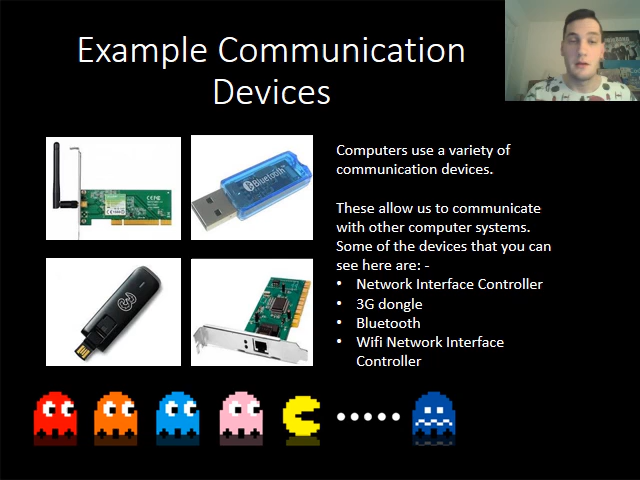 Example Communication
Devices
Bluetooth
Computers use a variety of
communication devices.
These allow us to communicate
with other computer systems.
Some of the devices that you can
see here are: -
• Network Interface Controller
• 3G dongle
• Bluetooth
• Wifi Network Interface
Controller